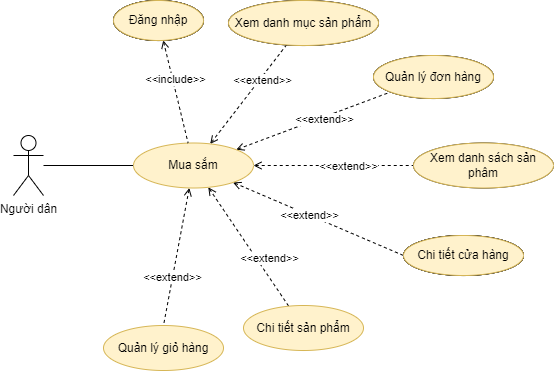 Đăng nhập
Xem danh mục sản phẩm
<<include>>
<<extend>>
Quản lý đơn hàng
<<extend>>
Mua sắm
<<extend>>
Xem danh sách sản
phâm
Người dân
<<extend>>
Chi tiết cửa hàng
<<extend>>
<<extend>>
Chi tiết sản phẩm
Quản lý giỏ hàng